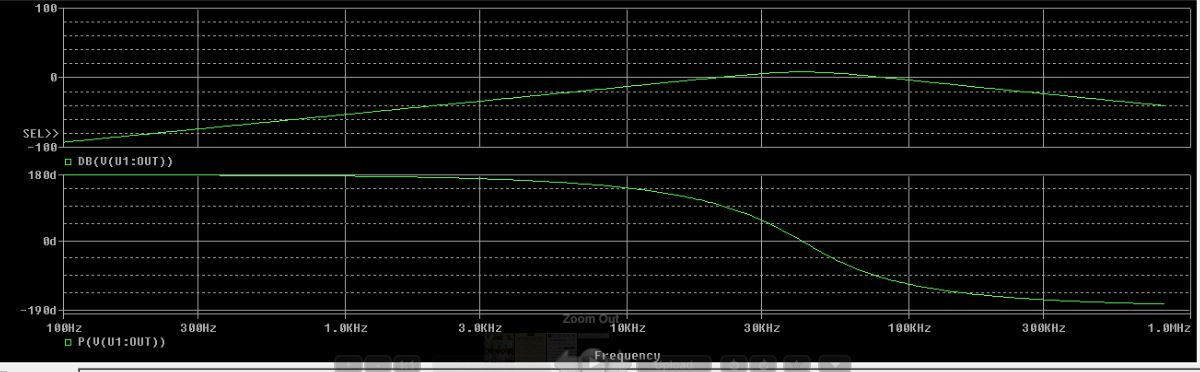 100
0
SEL>>
-100
DB(V(U1:OUT))
180d
0d
-190d
100Hz 300Hz 1.0KHz 3.0KHz 10KHz 30KHz 100KHz 300KHz 1.0MHz
Zoom Out
P(V(U1:OUT))
Frequency